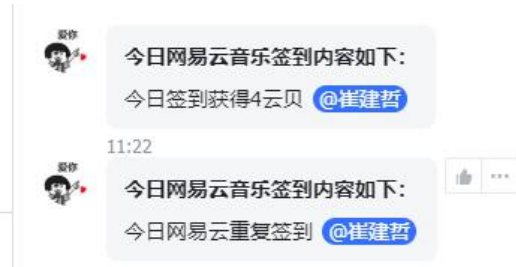 爱你
今日网易云音乐签到内容如下:
今日签到获得4云贝 @崔建哲
11:22
爱你
今日网易云音乐签到内容如下:
今日网易云重复签到 @崔建哲